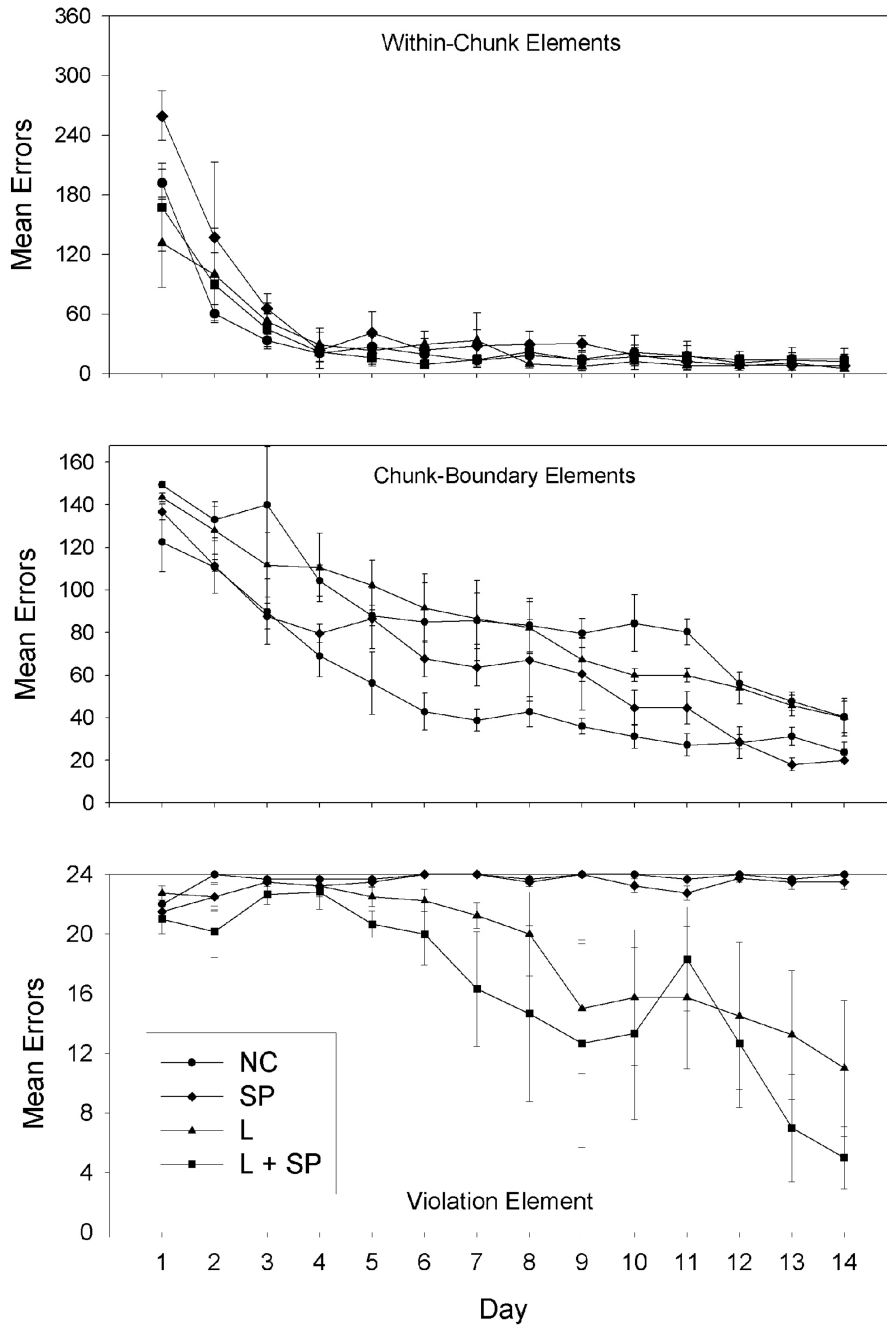 Within-Chunk Elements
Mean Errors
360
300
240
180
120
60
0
Chunk-Boundary Elements
Mean Errors
160
140
120
100
80
60
40
20
0
Mean Errors
24
20
16
12
8
4
0
NC
SP
L
L + SP
Violation Element
1 2 3 4 5 6 7 8 9 10 11 12 13 14
Day